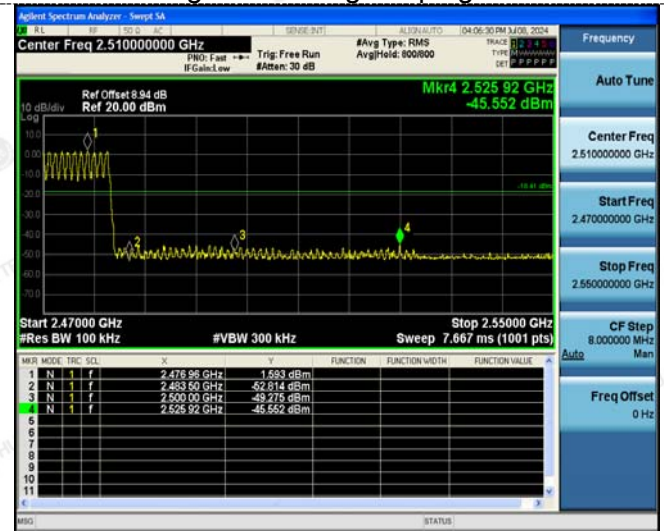 Agilent Spectrum Analyzer - Swept SA
RL RF 50 Ω AC SENSE:INT ALIGN AUTO 04:06:30 PM Jul 08, 2024
Center Freq 2.510000000 GHz
PNO: Fast
IFGain:Low
Trig: Free Run
#Atten: 30 dB
#Avg Type: RMS
Avg|Hold: 800/800
TRACE 1 2 3 4 5 6
TYPE M
DET P P P P P P
Frequency
Auto Tune
Center Freq
2.510000000 GHz
Start Freq
2.470000000 GHz
Stop Freq
2.550000000 GHz
CF Step
8.000000 MHz
Auto Man
Freq Offset
0 Hz
Mkr4 2.525 92 GHz
-45.552 dBm
Ref Offset 8.94 dB
10 dB/div Ref 20.00 dBm
Log
10.0
0.00
-10.0
-20.0
-30.0
-40.0
-50.0
-60.0
-70.0
1
2
3
4
-18.41 dBm
Start 2.47000 GHz Stop 2.55000 GHz
#Res BW 100 kHz #VBW 300 kHz Sweep 7.667 ms (1001 pts)
MKR MODE TRC SCL X Y FUNCTION FUNCTION WIDTH FUNCTION VALUE
1 N 1 f 2.476 96 GHz 1.593 dBm
2 N 1 f 2.483 50 GHz -52.814 dBm
3 N 1 f 2.500 00 GHz -49.275 dBm
4 N 1 f 2.525 92 GHz -45.552 dBm
5
6
7
8
9
10
11
MSG STATUS